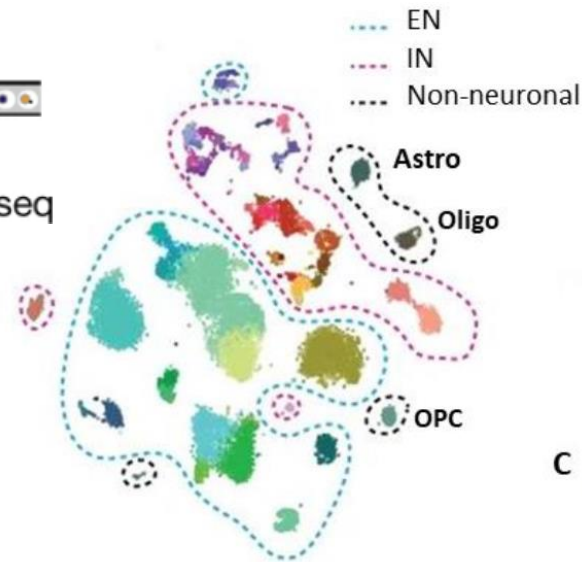 EN
IN
Non-neuronal
Astro
seq
Oligo
OPC
C